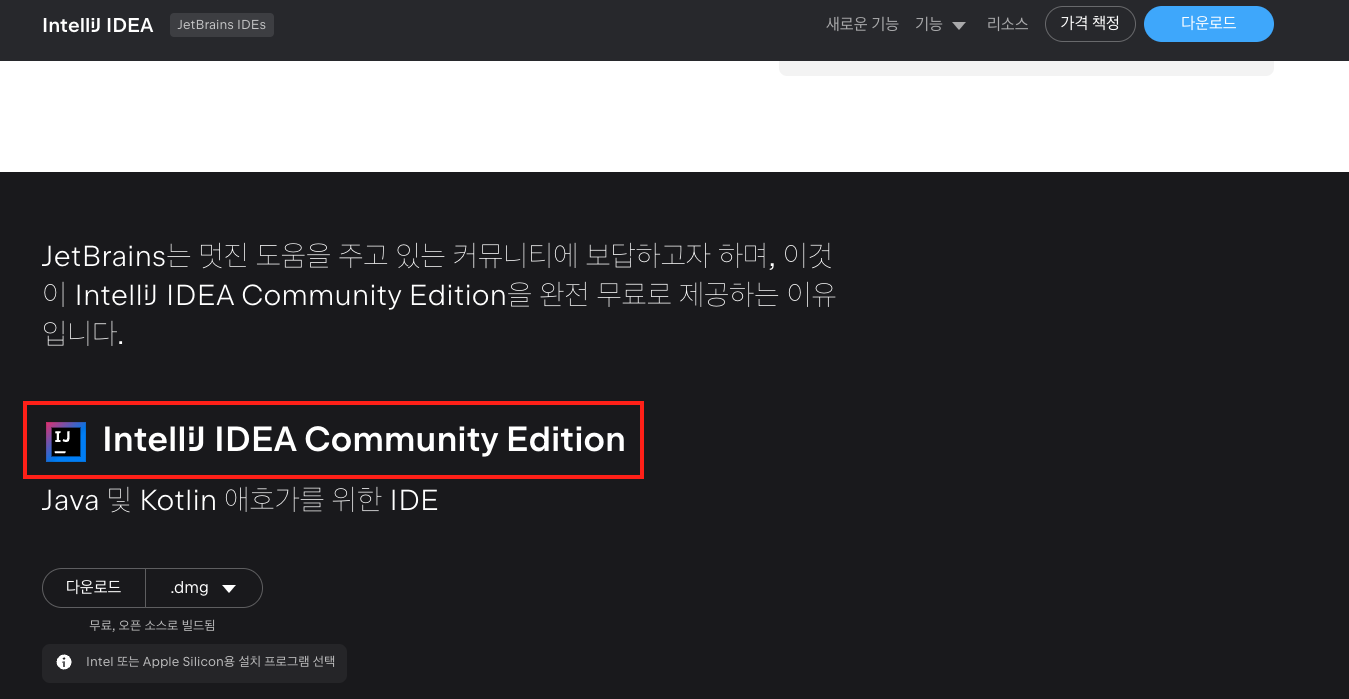 IntelliJ IDEA JetBrains IDEs 새로운 기능 기능 리소스 가격 책정 다운로드
JetBrains는 멋진 도움을 주고 있는 커뮤니티에 보답하고자 하며, 이것
이 IntelliJ IDEA Community Edition을 완전 무료로 제공하는 이유
입니다.
IJ IntelliJ IDEA Community Edition
Java 및 Kotlin 애호가를 위한 IDE
다운로드 .dmg
무료, 오픈 소스로 빌드됨
Intel 또는 Apple Silicon용 설치 프로그램 선택